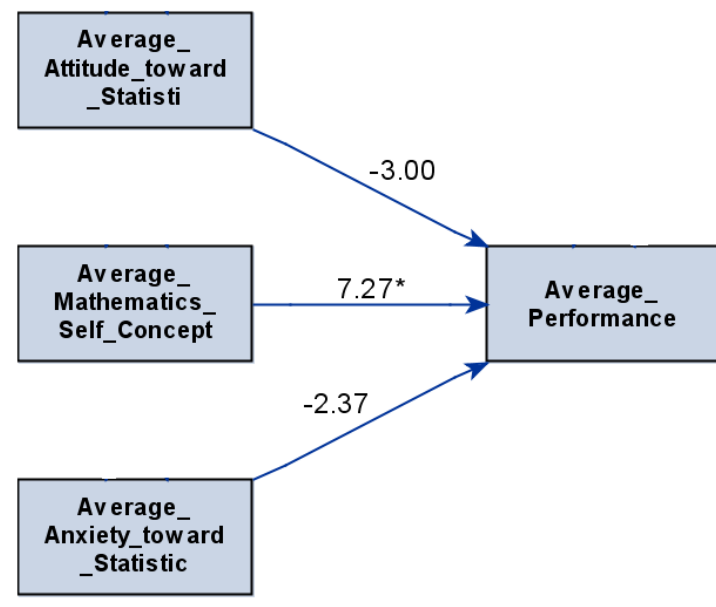 Average_
Attitude_toward
_Statisti
-3.00
Average_
Mathematics_
Self_Concept
7.27*
Average_
Performance
-2.37
Average_
Anxiety_toward
_Statistic